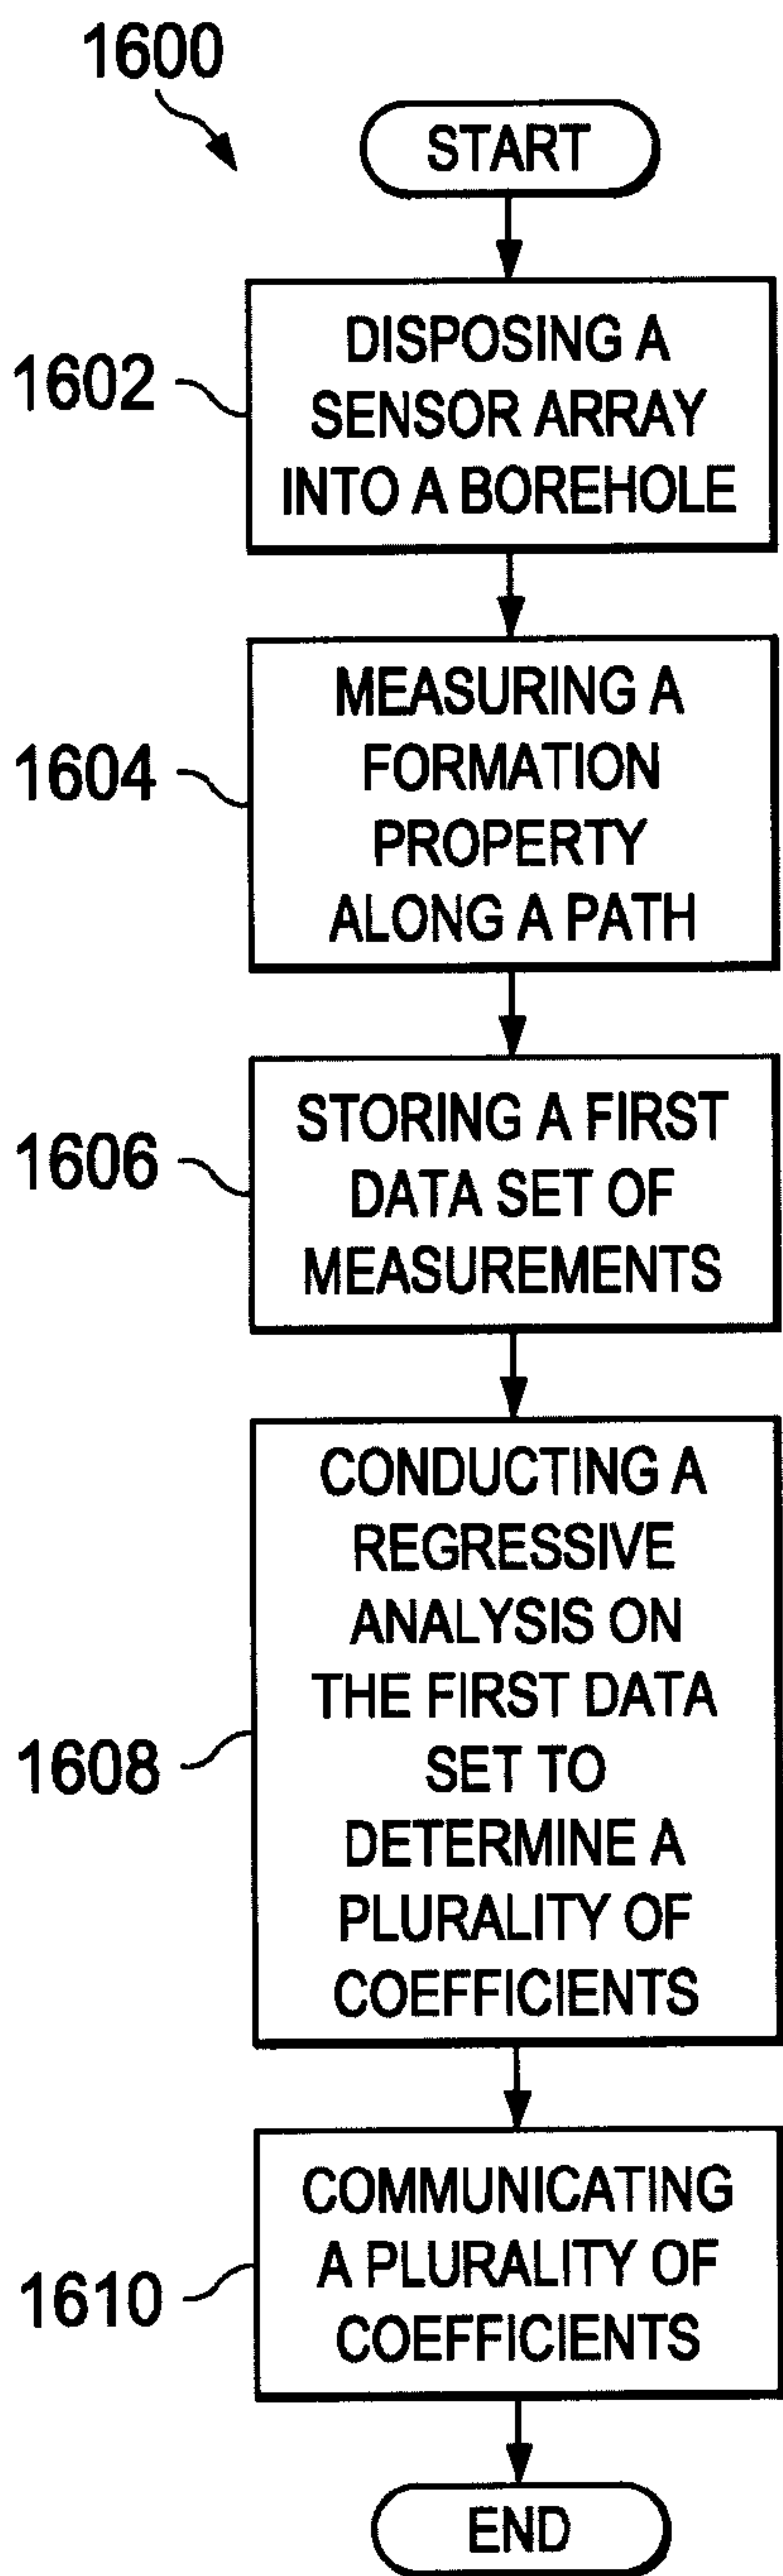 1600
START
1602
DISPOSING A
SENSOR ARRAY
INTO A BOREHOLE
1604
MEASURING A
FORMATION
PROPERTY
ALONG A PATH
1606
STORING A FIRST
DATA SET OF
MEASUREMENTS
1608
CONDUCTING A
REGRESSIVE
ANALYSIS ON
THE FIRST DATA
SET TO
DETERMINE A
PLURALITY OF
COEFFICIENTS
1610
COMMUNICATING
A PLURALITY OF
COEFFICIENTS
END